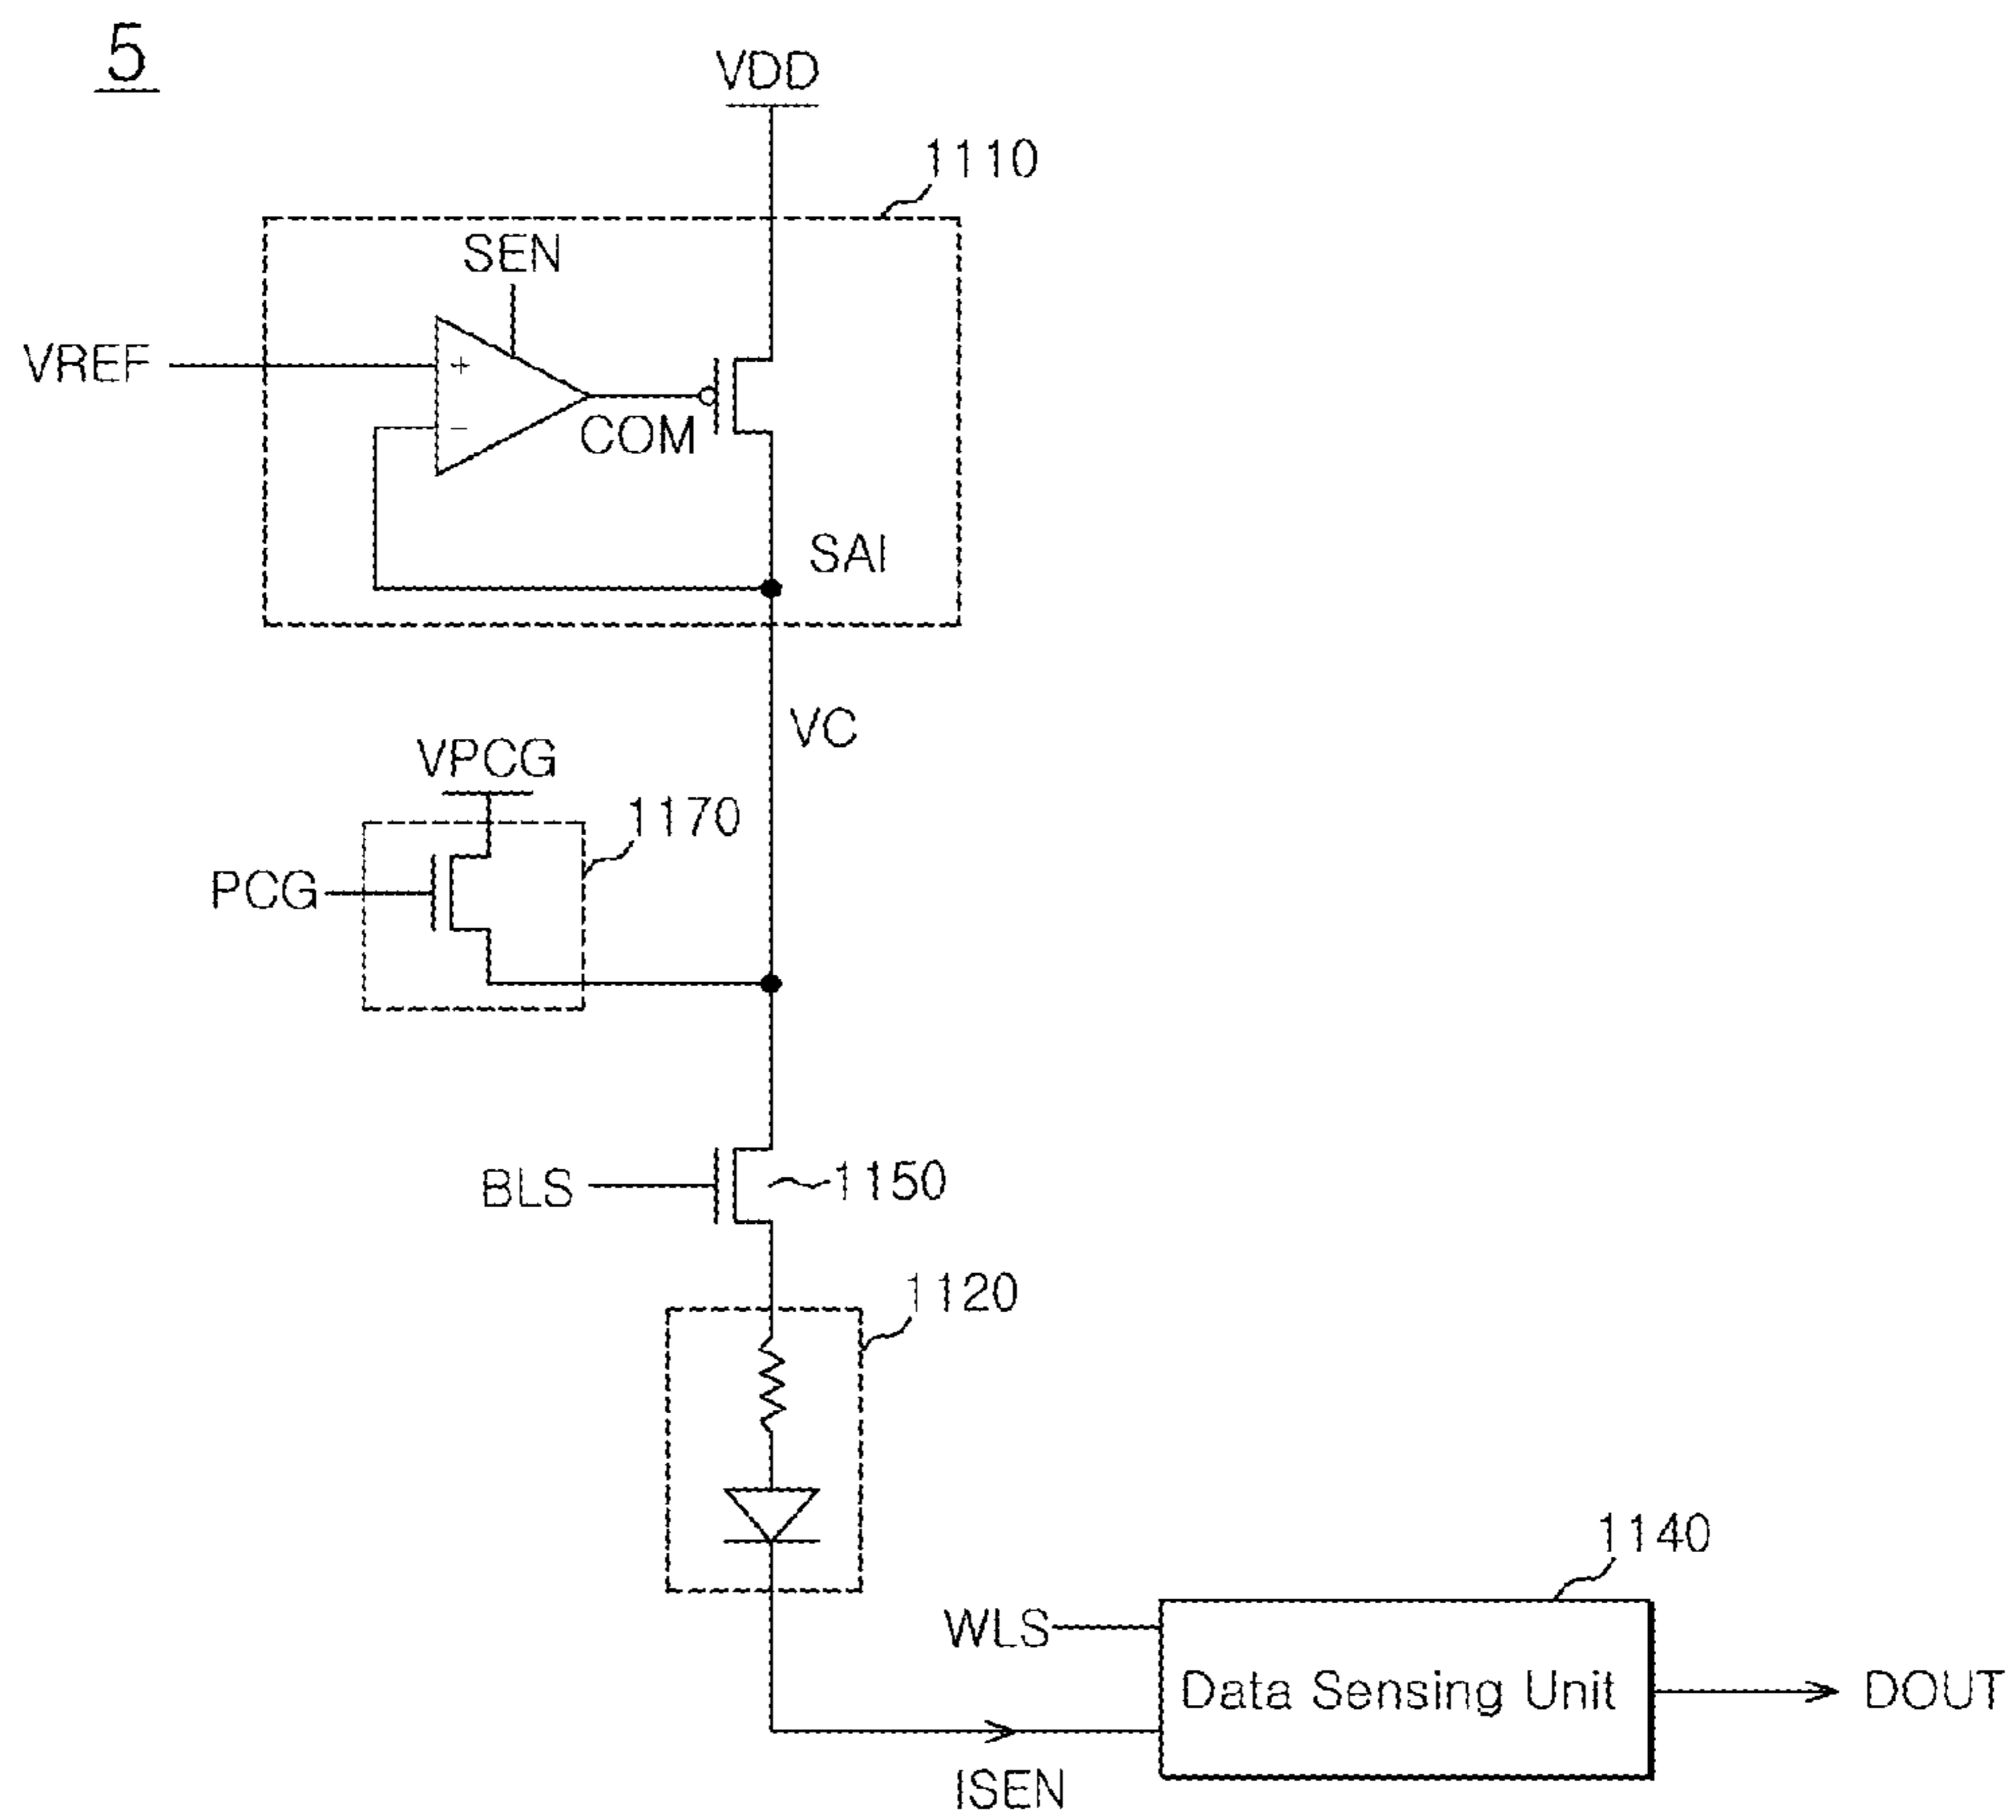 5
VDD
1110
SEN
VREF
+
COM
-
SAI
VC
VPCG
1170
PCG
BLS
1150
1120
1140
WLS
Data Sensing Unit
DOUT
ISEN